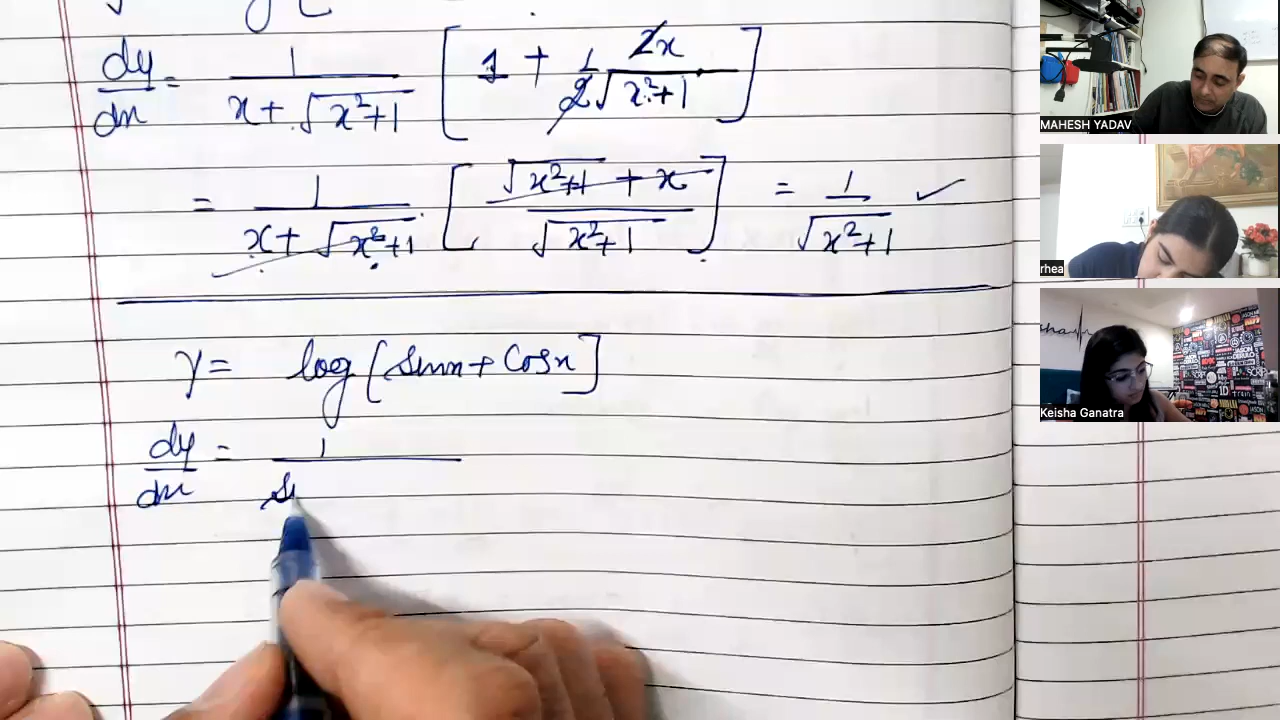 dy/dx = 1/(x + √(x²+1)) [ 1 + 1/2 2x/√(x²+1) ]
= 1/(x + √(x²+1)) [ (√(x²+1) + x)/√(x²+1) ] = 1/√(x²+1) ✓
y = log [sinx + cosx]
dy/dx = 1/s
MAHESH YADAV
rhea
Keisha Ganatra